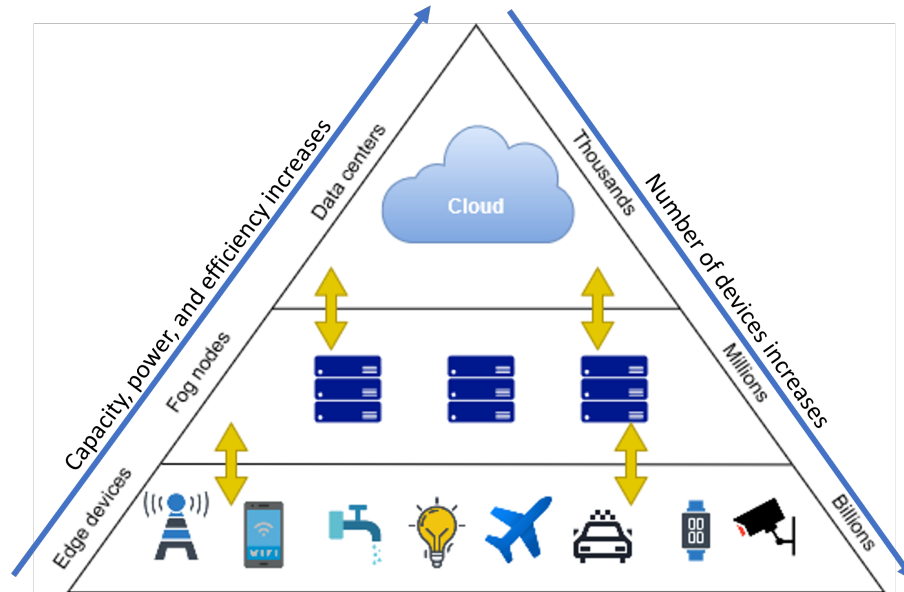 Capacity, power, and efficiency increases
Number of devices increases
Data centers
Cloud
Thousands
Fog nodes
Millions
Edge devices
WIFI
Billions